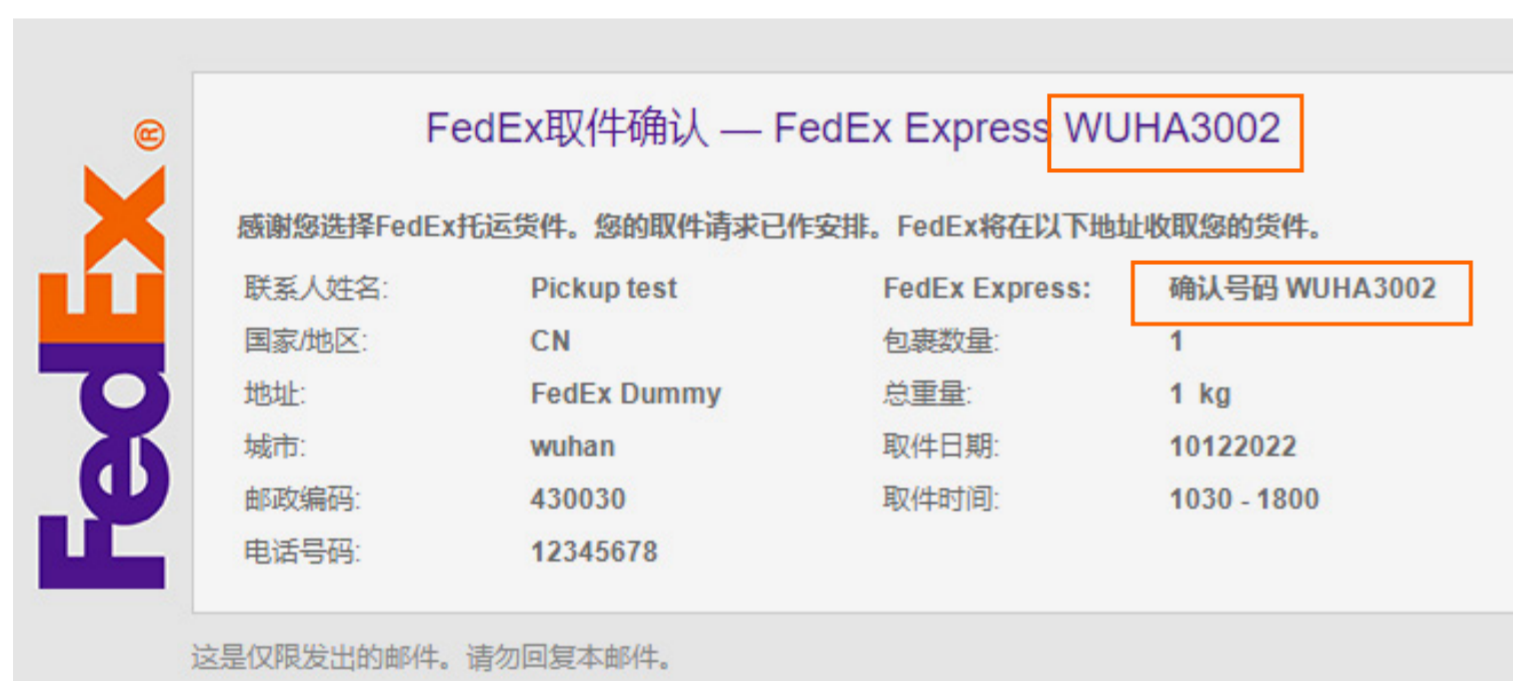 FedEx®
FedEx取件确认 — FedEx Express WUHA3002
感谢您选择FedEx托运货件。您的取件请求已作安排。FedEx将在以下地址收取您的货件。
联系人姓名: Pickup test FedEx Express: 确认号码 WUHA3002
国家/地区: CN 包裹数量: 1
地址: FedEx Dummy 总重量: 1 kg
城市: wuhan 取件日期: 10122022
邮政编码: 430030 取件时间: 1030 - 1800
电话号码: 12345678
这是仅限发出的邮件。请勿回复本邮件。